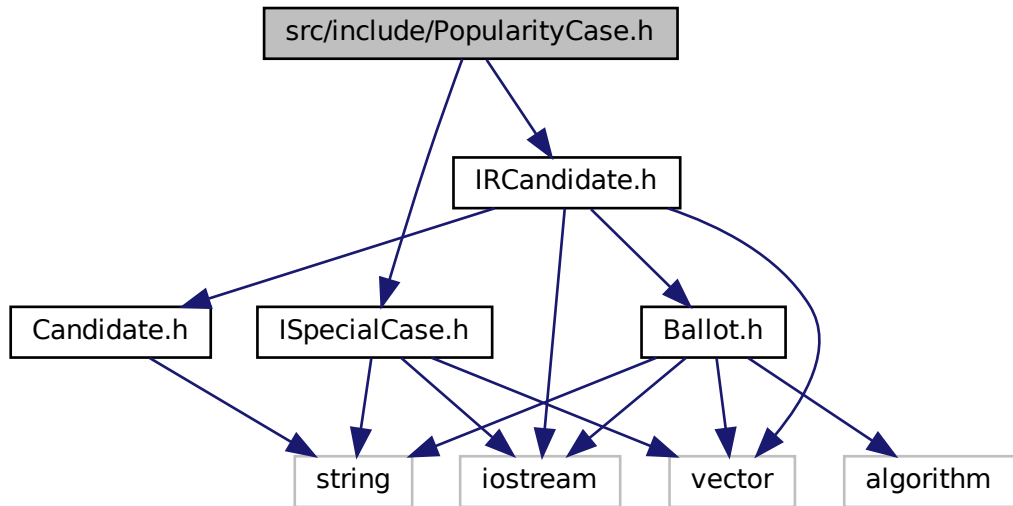 src/include/PopularityCase.h
IRCandidate.h
Candidate.h
ISpecialCase.h
Ballot.h
string
iostream
vector
algorithm